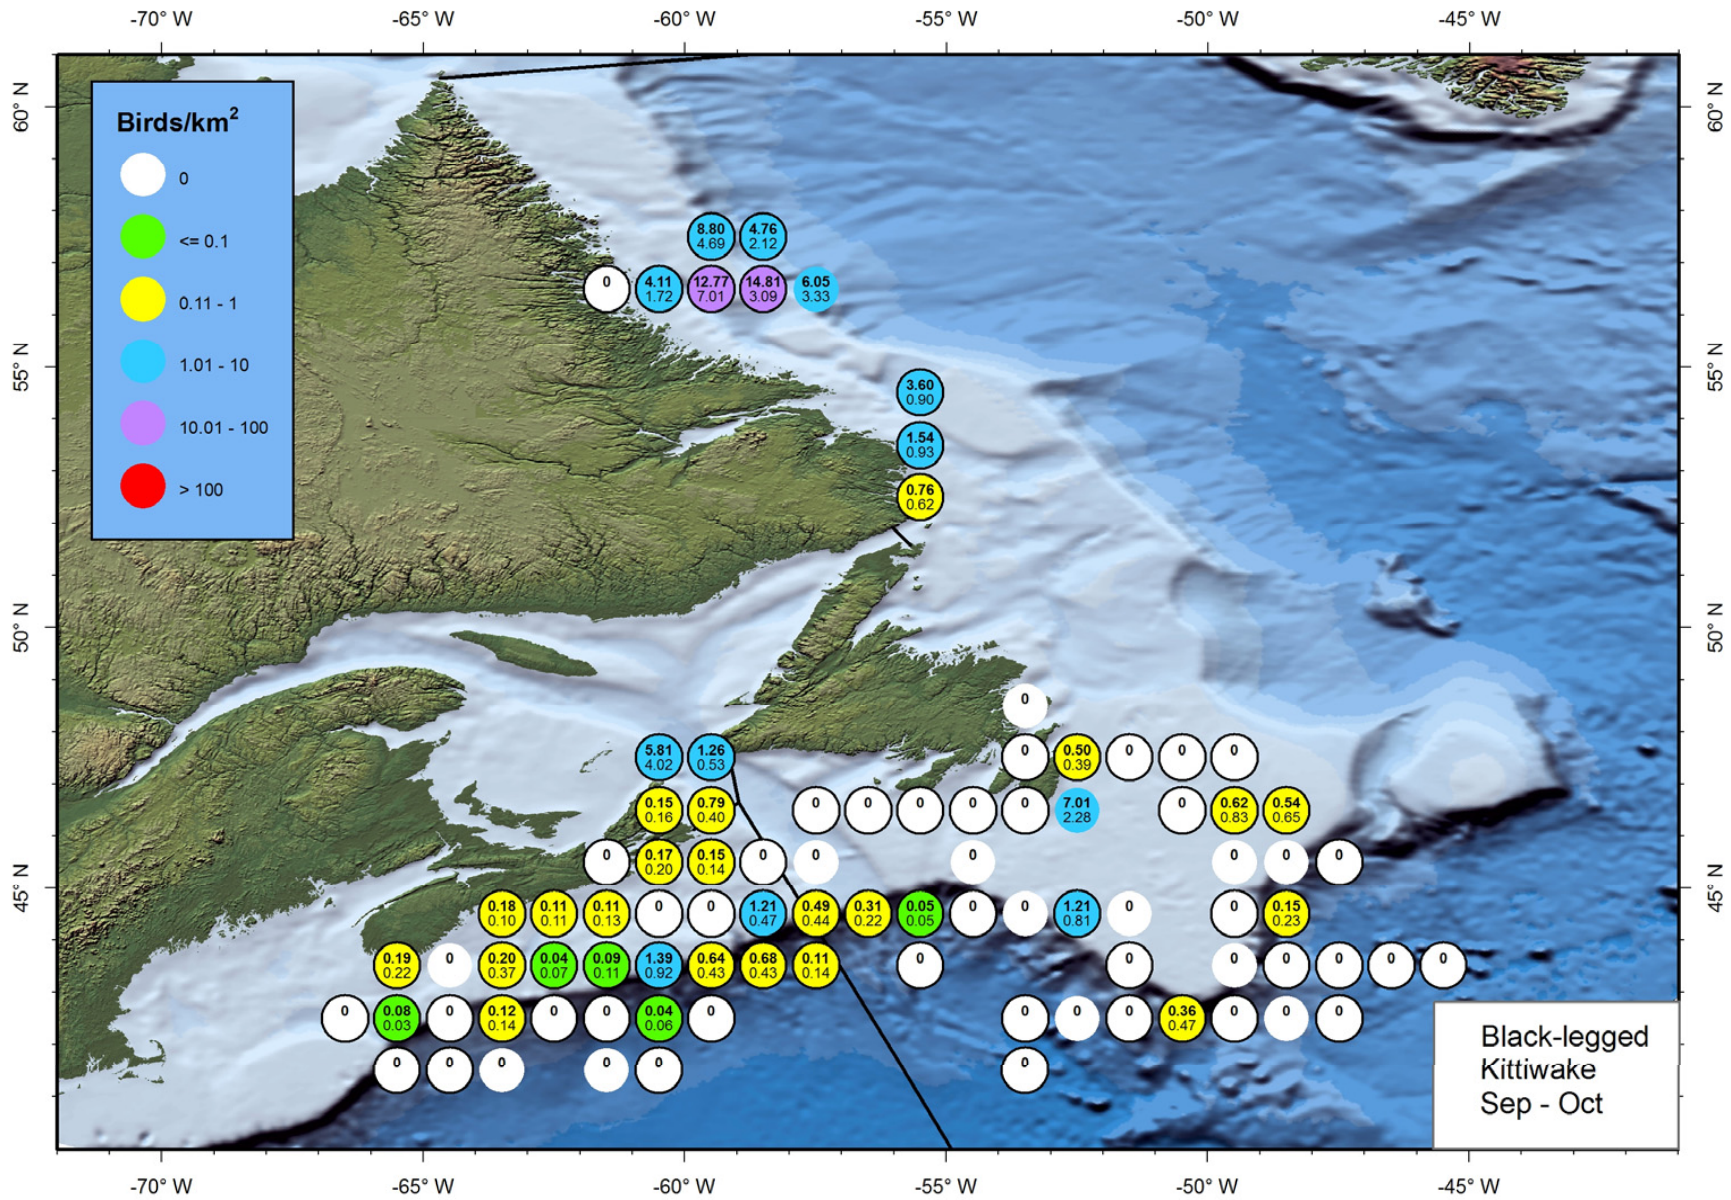 -70° W -65° W -60° W -55° W -50° W -45° W
60° N 60° N
Birds/km2
0
<= 0.1
0.11 - 1
1.01 - 10
10.01 - 100
> 100
8.80 4.76
4.69 2.12
0 4.11 12.77 14.81 6.05
1.72 7.01 3.09 3.33
55° N 55° N
3.60
0.90
1.54
0.93
0.76
0.62
50° N 50° N
0
5.81 1.26 0 0.50 0 0 0
4.02 0.53 0.39
0.15 0.79 0 0 0 0 0 7.01 0 0.62 0.54
0.16 0.40 2.28 0.83 0.65
0 0.17 0.15 0 0 0 0 0 0
0.20 0.14
45° N 45° N
0.18 0.11 0.11 0 0 1.21 0.49 0.31 0.05 0 0 1.21 0 0 0.15
0.10 0.11 0.13 0.47 0.44 0.22 0.05 0.81 0.23
0.19 0 0.20 0.04 0.09 1.39 0.64 0.68 0.11 0 0 0 0 0 0 0
0.22 0.37 0.07 0.11 0.92 0.43 0.43 0.14
0 0.08 0 0.12 0 0 0.04 0 0 0 0 0.36 0 0 0
0.03 0.14 0.06 0.47
0 0 0 0 0 0
Black-legged
Kittiwake
Sep - Oct
-70° W -65° W -60° W -55° W -50° W -45° W